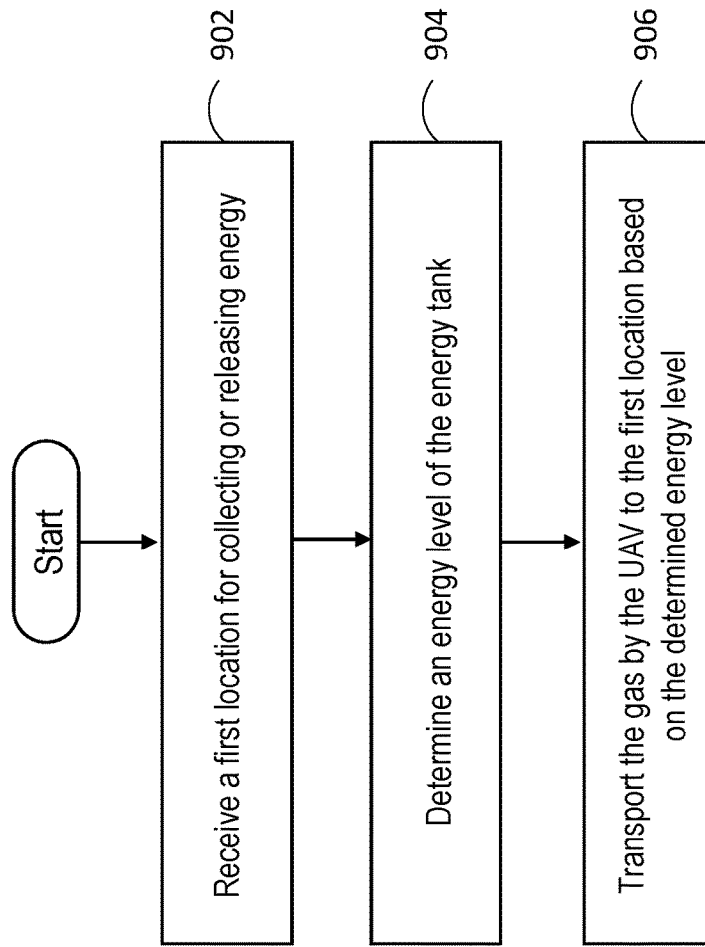 Start
Receive a first location for collecting or releasing energy
902
Determine an energy level of the energy tank
904
Transport the gas by the UAV to the first location based
on the determined energy level
906